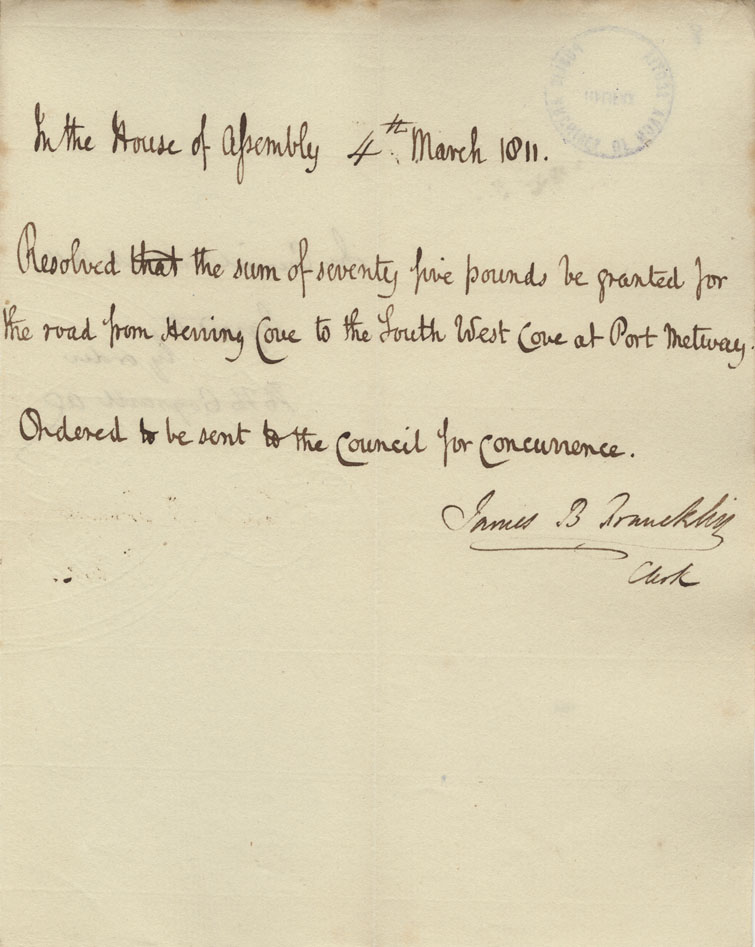 In the House of Assembly 4th. March 1811.
Resolved that the sum of seventy five pounds be granted for
the road from Herring Cove to the South West Cove at Port Metway.
Ordered to be sent to the Council for Concurrence.
James B Francklin
Clerk